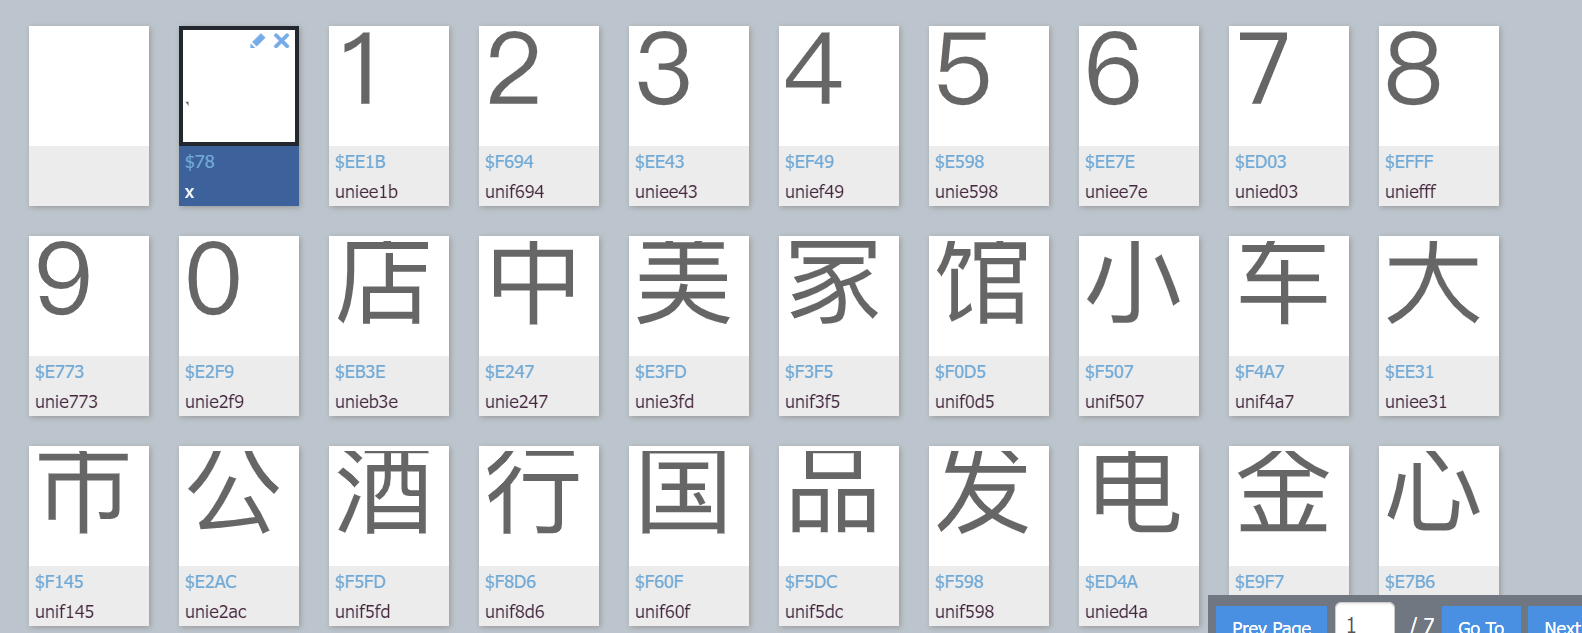 1 2 3 4 5 6 7 8
$78 $EE1B $F694 $EE43 $EF49 $E598 $EE7E $ED03 $EFFF
x uniee1b unif694 uniee43 unief49 unie598 uniee7e unied03 uniefff
9 0 店 中 美 家 馆 小 车 大
$E773 $E2F9 $EB3E $E247 $E3FD $F3F5 $F0D5 $F507 $F4A7 $EE31
unie773 unie2f9 unieb3e unie247 unie3fd unif3f5 unif0d5 unif507 unif4a7 uniee31
市 公 酒 行 国 品 发 电 金 心
$F145 $E2AC $F5FD $F8D6 $F60F $F5DC $F598 $ED4A $E9F7 $E7B6
unif145 unie2ac unif5fd unif8d6 unif60f unif5dc unif598 unied4a
Prev Page 1 / 7 Go To Next